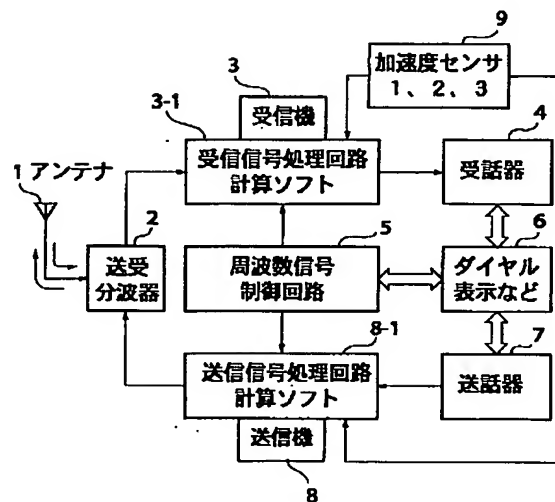 9
加速度センサ
1、2、3
3
受信機
3-1
受信信号処理回路
計算ソフト
4
受話器
1 アンテナ
2
送受
分波器
5
周波数信号
制御回路
6
ダイヤル
表示など
8-1
送信信号処理回路
計算ソフト
7
送話器
送信機
8